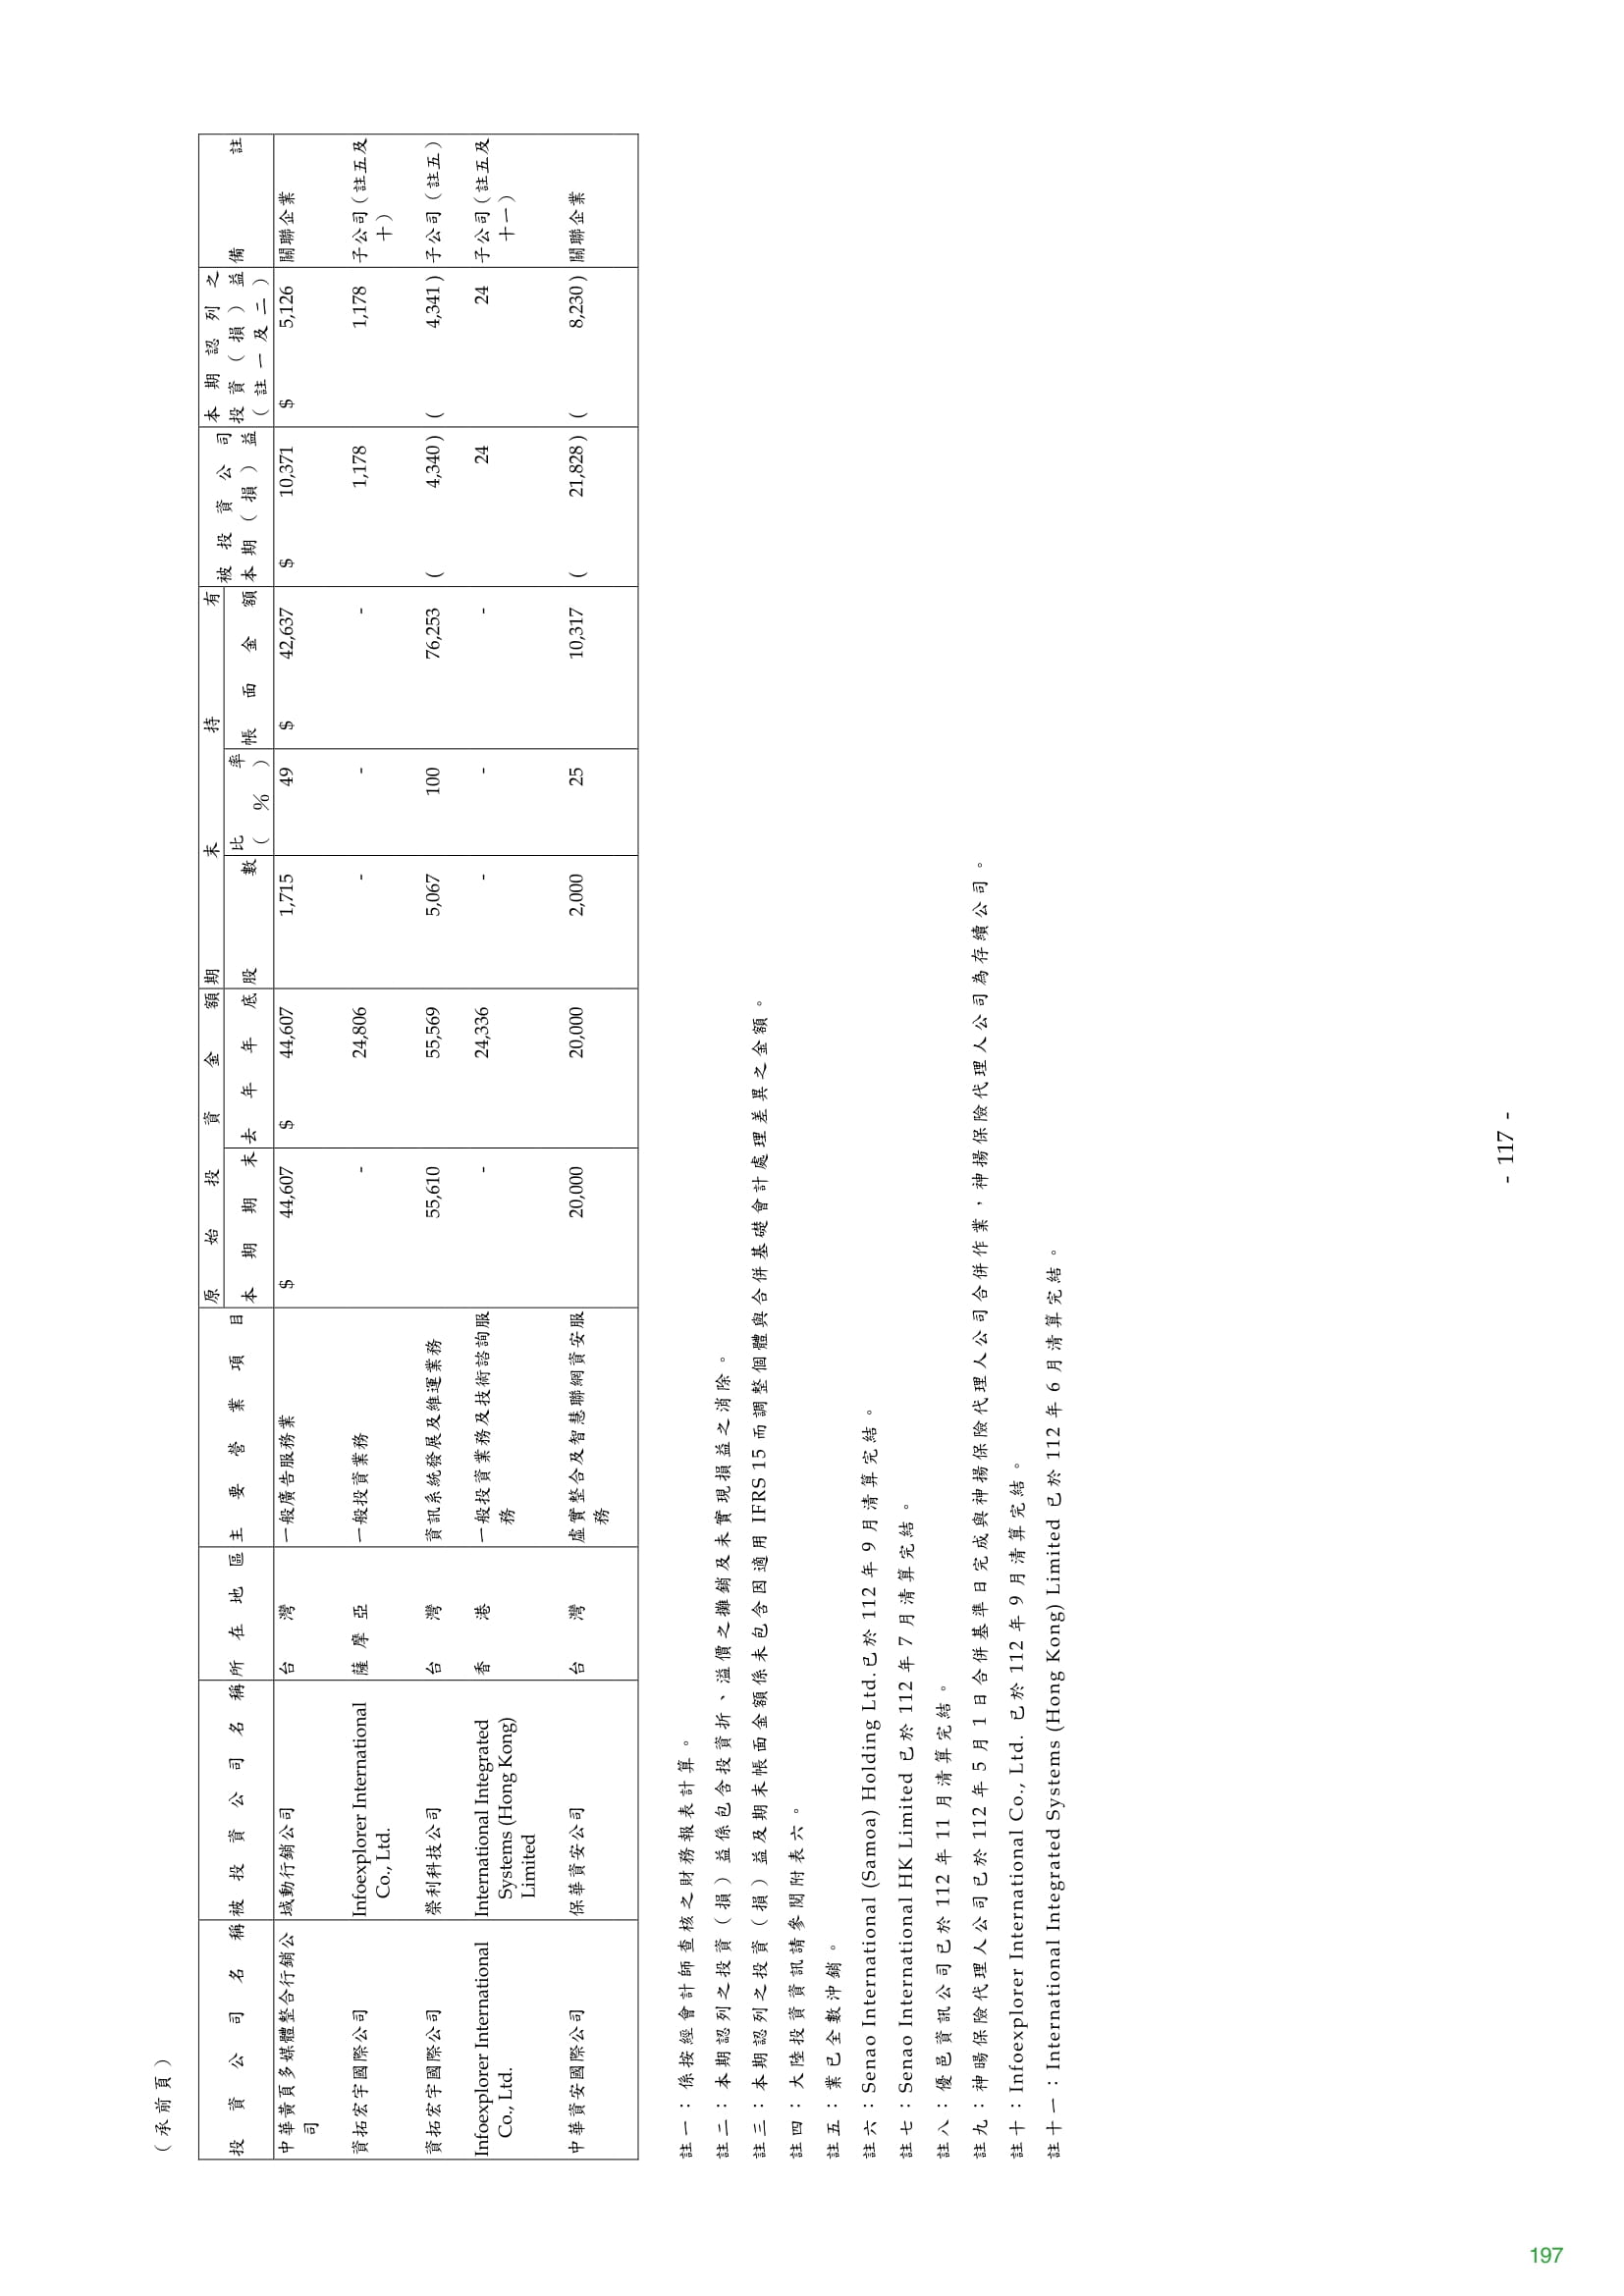 （承前頁）
投資公司名稱 被投資公司名稱 所在地區 主要營業項目 原始投資金額 期末持有 被投資公司本期（損）益 本期認列之投資（損）益（註一及二） 備註
本期期末 去年年底 股數 比率（%） 帳面金額
中華黃頁多媒體整合行銷公司 域動行銷公司 台灣 一般廣告服務業 $ 44,607 $ 44,607 1,715 49 $ 42,637 $ 10,371 $ 5,126 關聯企業
資拓宏宇國際公司 Infoexplorer International Co., Ltd. 薩摩亞 一般投資業務 - 24,806 - - - 1,178 1,178 子公司（註五及十）
資拓宏宇國際公司 榮利科技公司 台灣 資訊系統發展及維運業務 55,610 55,569 5,067 100 76,253 ( 4,340) ( 4,341) 子公司（註五）
Infoexplorer International Co., Ltd. International Integrated Systems (Hong Kong) Limited 香港 一般投資業務及技術諮詢服務 - 24,336 - - - 24 24 子公司（註五及十一）
中華資安國際公司 保華資安公司 台灣 虛實整合及智慧聯網資安服務 20,000 20,000 2,000 25 10,317 ( 21,828) ( 8,230) 關聯企業
註一：係按經會計師查核之財務報表計算。
註二：本期認列之投資（損）益係包含投資折、溢價之攤銷及未實現損益之消除。
註三：本期認列之投資（損）益及期末帳面金額係未包含因適用 IFRS 15 而調整個體與合併基礎會計處理差異之金額。
註四：大陸投資資訊請參閱附表六。
註五：業已全數沖銷。
註六：Senao International (Samoa) Holding Ltd.已於 112 年 9 月清算完結。
註七：Senao International HK Limited 已於 112 年 7 月清算完結。
註八：優邑資訊公司已於 112 年 11 月清算完結。
註九：神暘保險代理人公司已於 112 年 5 月 1 日合併基準日完成與神揚保險代理人公司合併作業，神揚保險代理人公司為存續公司。
註十：Infoexplorer International Co., Ltd. 已於 112 年 9 月清算完結。
註十一：International Integrated Systems (Hong Kong) Limited 已於 112 年 6 月清算完結。
- 117 -
197